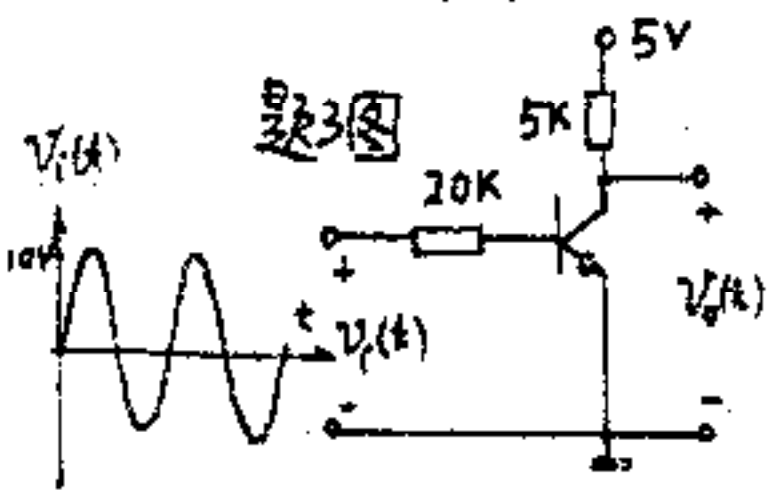 5V
5K
题3图
Vi(t)
20K
10V
+
+
t
Vi(t)
Vo(t)
-
-